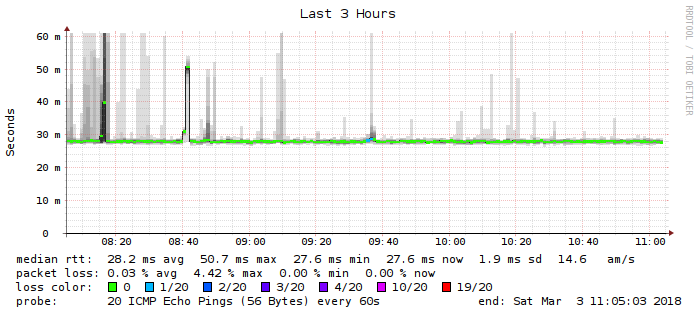 Last 3 Hours
RRDTOOL / TOBI OETIKER
Seconds
60 m
50 m
40 m
30 m
20 m
10 m
0
08:20 08:40 09:00 09:20 09:40 10:00 10:20 10:40 11:00
median rtt: 28.2 ms avg 50.7 ms max 27.6 ms min 27.6 ms now 1.9 ms sd 14.6 am/s
packet loss: 0.03 % avg 4.42 % max 0.00 % min 0.00 % now
loss color: 0 1/20 2/20 3/20 4/20 10/20 19/20
probe: 20 ICMP Echo Pings (56 Bytes) every 60s end: Sat Mar 3 11:05:03 2018